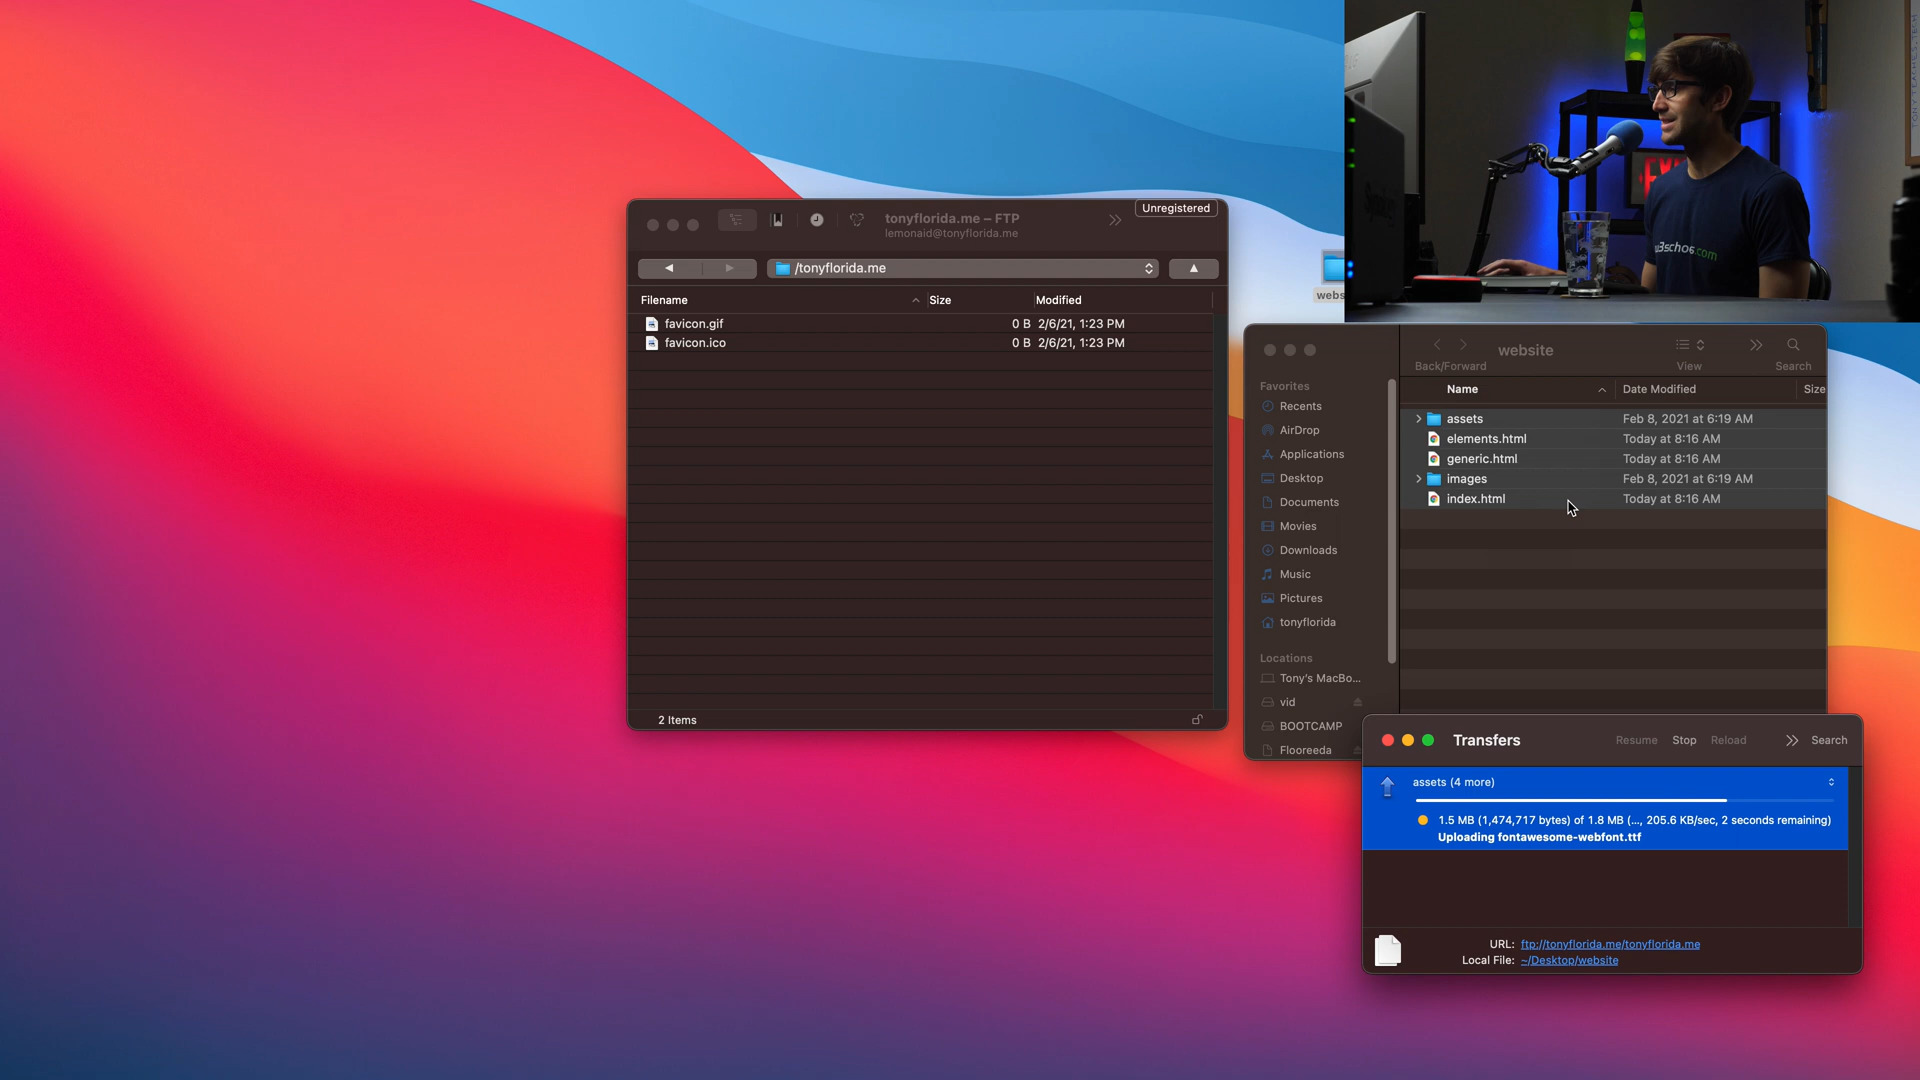 tonyflorida.me – FTP
lemonaid@tonyflorida.me
Unregistered
/tonyflorida.me
Filename Size Modified
favicon.gif 0 B 2/6/21, 1:23 PM
favicon.ico 0 B 2/6/21, 1:23 PM
2 Items
webs
TONYTEACHES.TECH
EX
w3sch06.com
website
Back/Forward View Search
Name Date Modified Size
assets Feb 8, 2021 at 6:19 AM
elements.html Today at 8:16 AM
generic.html Today at 8:16 AM
images Feb 8, 2021 at 6:19 AM
index.html Today at 8:16 AM
Favorites
Recents
AirDrop
Applications
Desktop
Documents
Movies
Downloads
Music
Pictures
tonyflorida
Locations
Tony's MacBo...
vid
BOOTCAMP
Flooreeda
Transfers Resume Stop Reload Search
assets (4 more)
1.5 MB (1,474,717 bytes) of 1.8 MB (..., 205.6 KB/sec, 2 seconds remaining)
Uploading fontawesome-webfont.ttf
URL: ftp://tonyflorida.me/tonyflorida.me
Local File: ~/Desktop/website